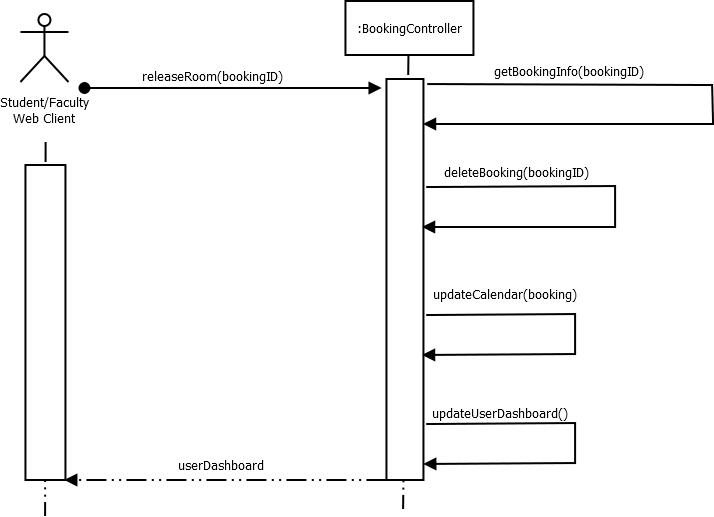 :BookingController
releaseRoom(bookingID)
getBookingInfo(bookingID)
Student/Faculty
Web Client
deleteBooking(bookingID)
updateCalendar(booking)
updateUserDashboard()
userDashboard